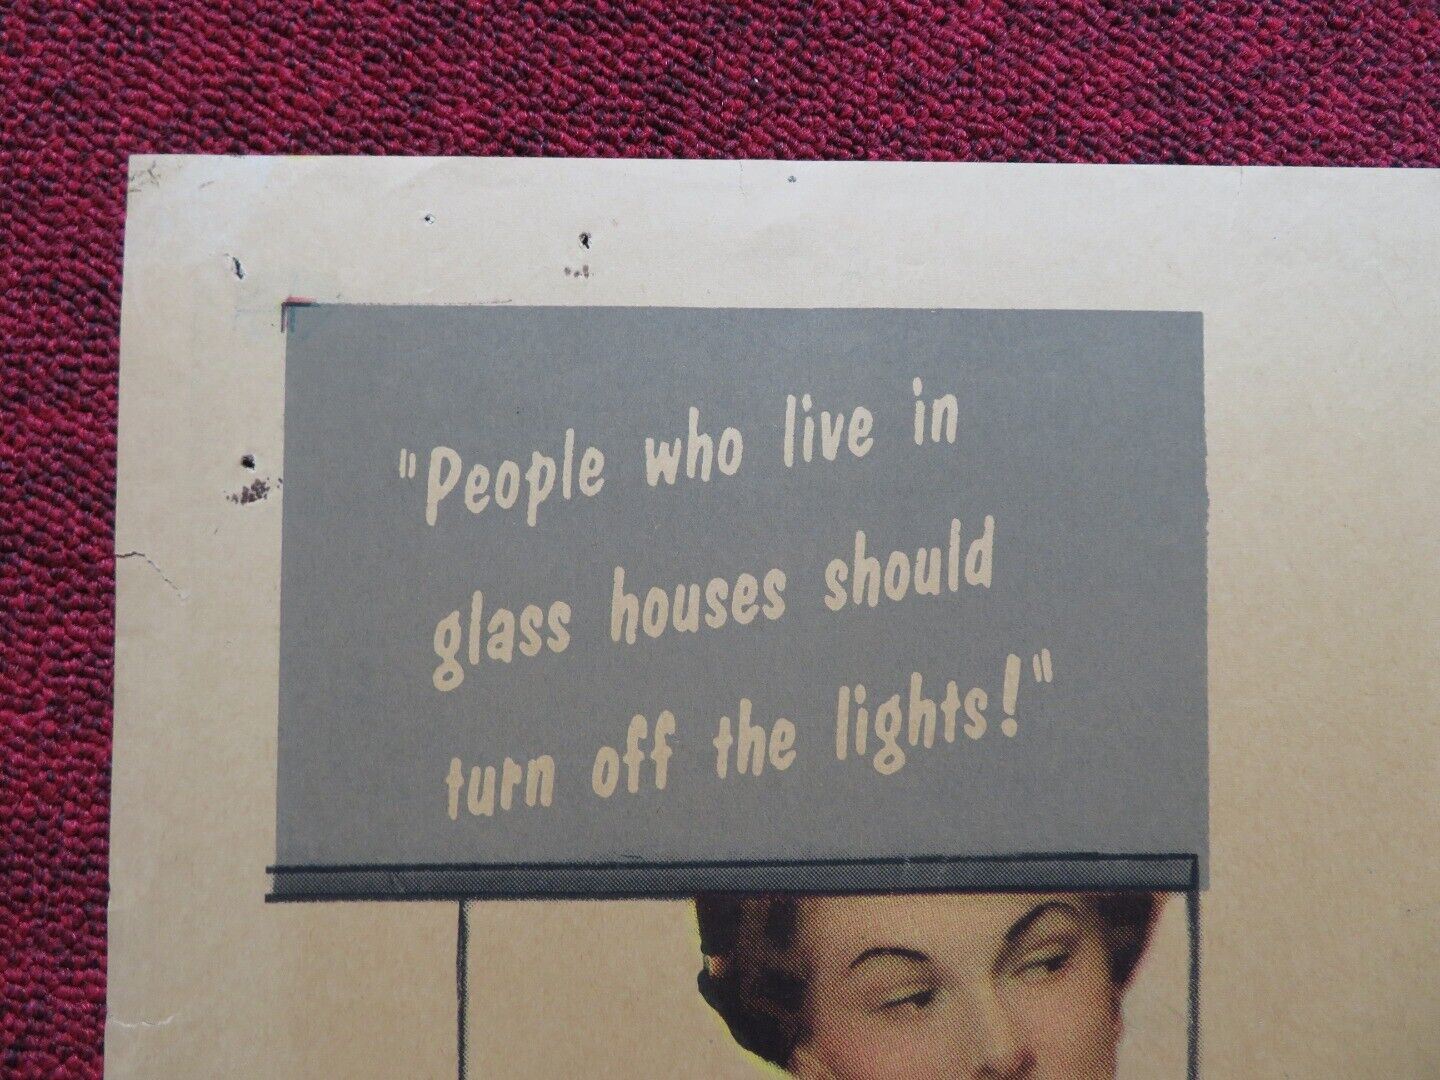 "People who live in
glass houses should
turn off the lights!"